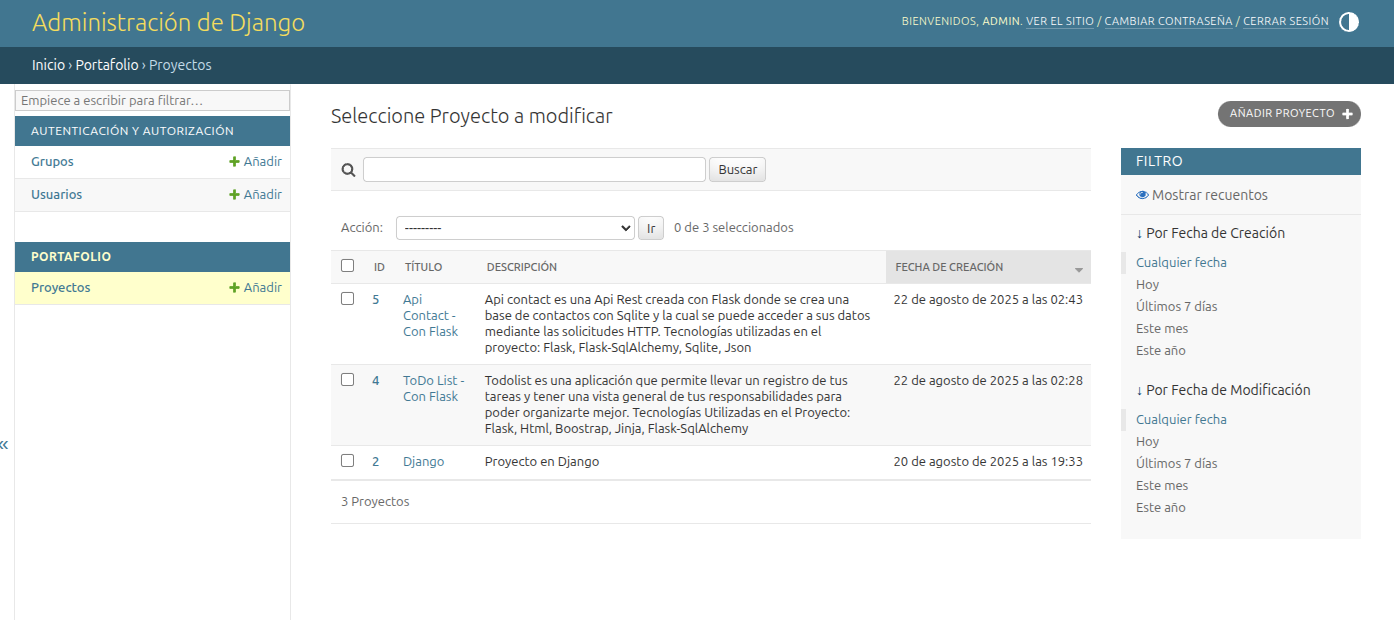 Administración de Django
BIENVENIDOS, ADMIN. VER EL SITIO / CAMBIAR CONTRASEÑA / CERRAR SESIÓN
Inicio › Portafolio › Proyectos
Empiece a escribir para filtrar...
AUTENTICACIÓN Y AUTORIZACIÓN
Grupos + Añadir
Usuarios + Añadir
PORTAFOLIO
Proyectos + Añadir
«
Seleccione Proyecto a modificar
AÑADIR PROYECTO +
Buscar
Acción: --------- Ir 0 de 3 seleccionados
ID TÍTULO DESCRIPCIÓN FECHA DE CREACIÓN
5
Api
Contact -
Con Flask
Api contact es una Api Rest creada con Flask donde se crea una
base de contactos con Sqlite y la cual se puede acceder a sus datos
mediante las solicitudes HTTP. Tecnologías utilizadas en el
proyecto: Flask, Flask-SqlAlchemy, Sqlite, Json
22 de agosto de 2025 a las 02:43
4
ToDo List -
Con Flask
Todolist es una aplicación que permite llevar un registro de tus
tareas y tener una vista general de tus responsabilidades para
poder organizarte mejor. Tecnologías Utilizadas en el Proyecto:
Flask, Html, Boostrap, Jinja, Flask-SqlAlchemy
22 de agosto de 2025 a las 02:28
2 Django Proyecto en Django 20 de agosto de 2025 a las 19:33
3 Proyectos
FILTRO
Mostrar recuentos
↓ Por Fecha de Creación
Cualquier fecha
Hoy
Últimos 7 días
Este mes
Este año
↓ Por Fecha de Modificación
Cualquier fecha
Hoy
Últimos 7 días
Este mes
Este año